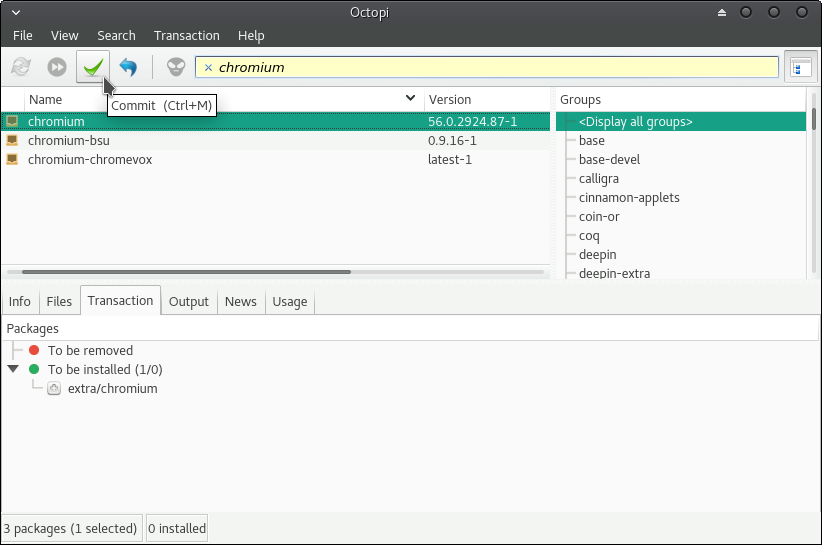 Octopi
File View Search Transaction Help
× chromium
Name Version Groups
Commit (Ctrl+M)
chromium 56.0.2924.87-1 <Display all groups>
chromium-bsu 0.9.16-1 base
chromium-chromevox latest-1 base-devel
calligra
cinnamon-applets
coin-or
coq
deepin
deepin-extra
Info Files Transaction Output News Usage
Packages
To be removed
To be installed (1/0)
extra/chromium
3 packages (1 selected) 0 installed